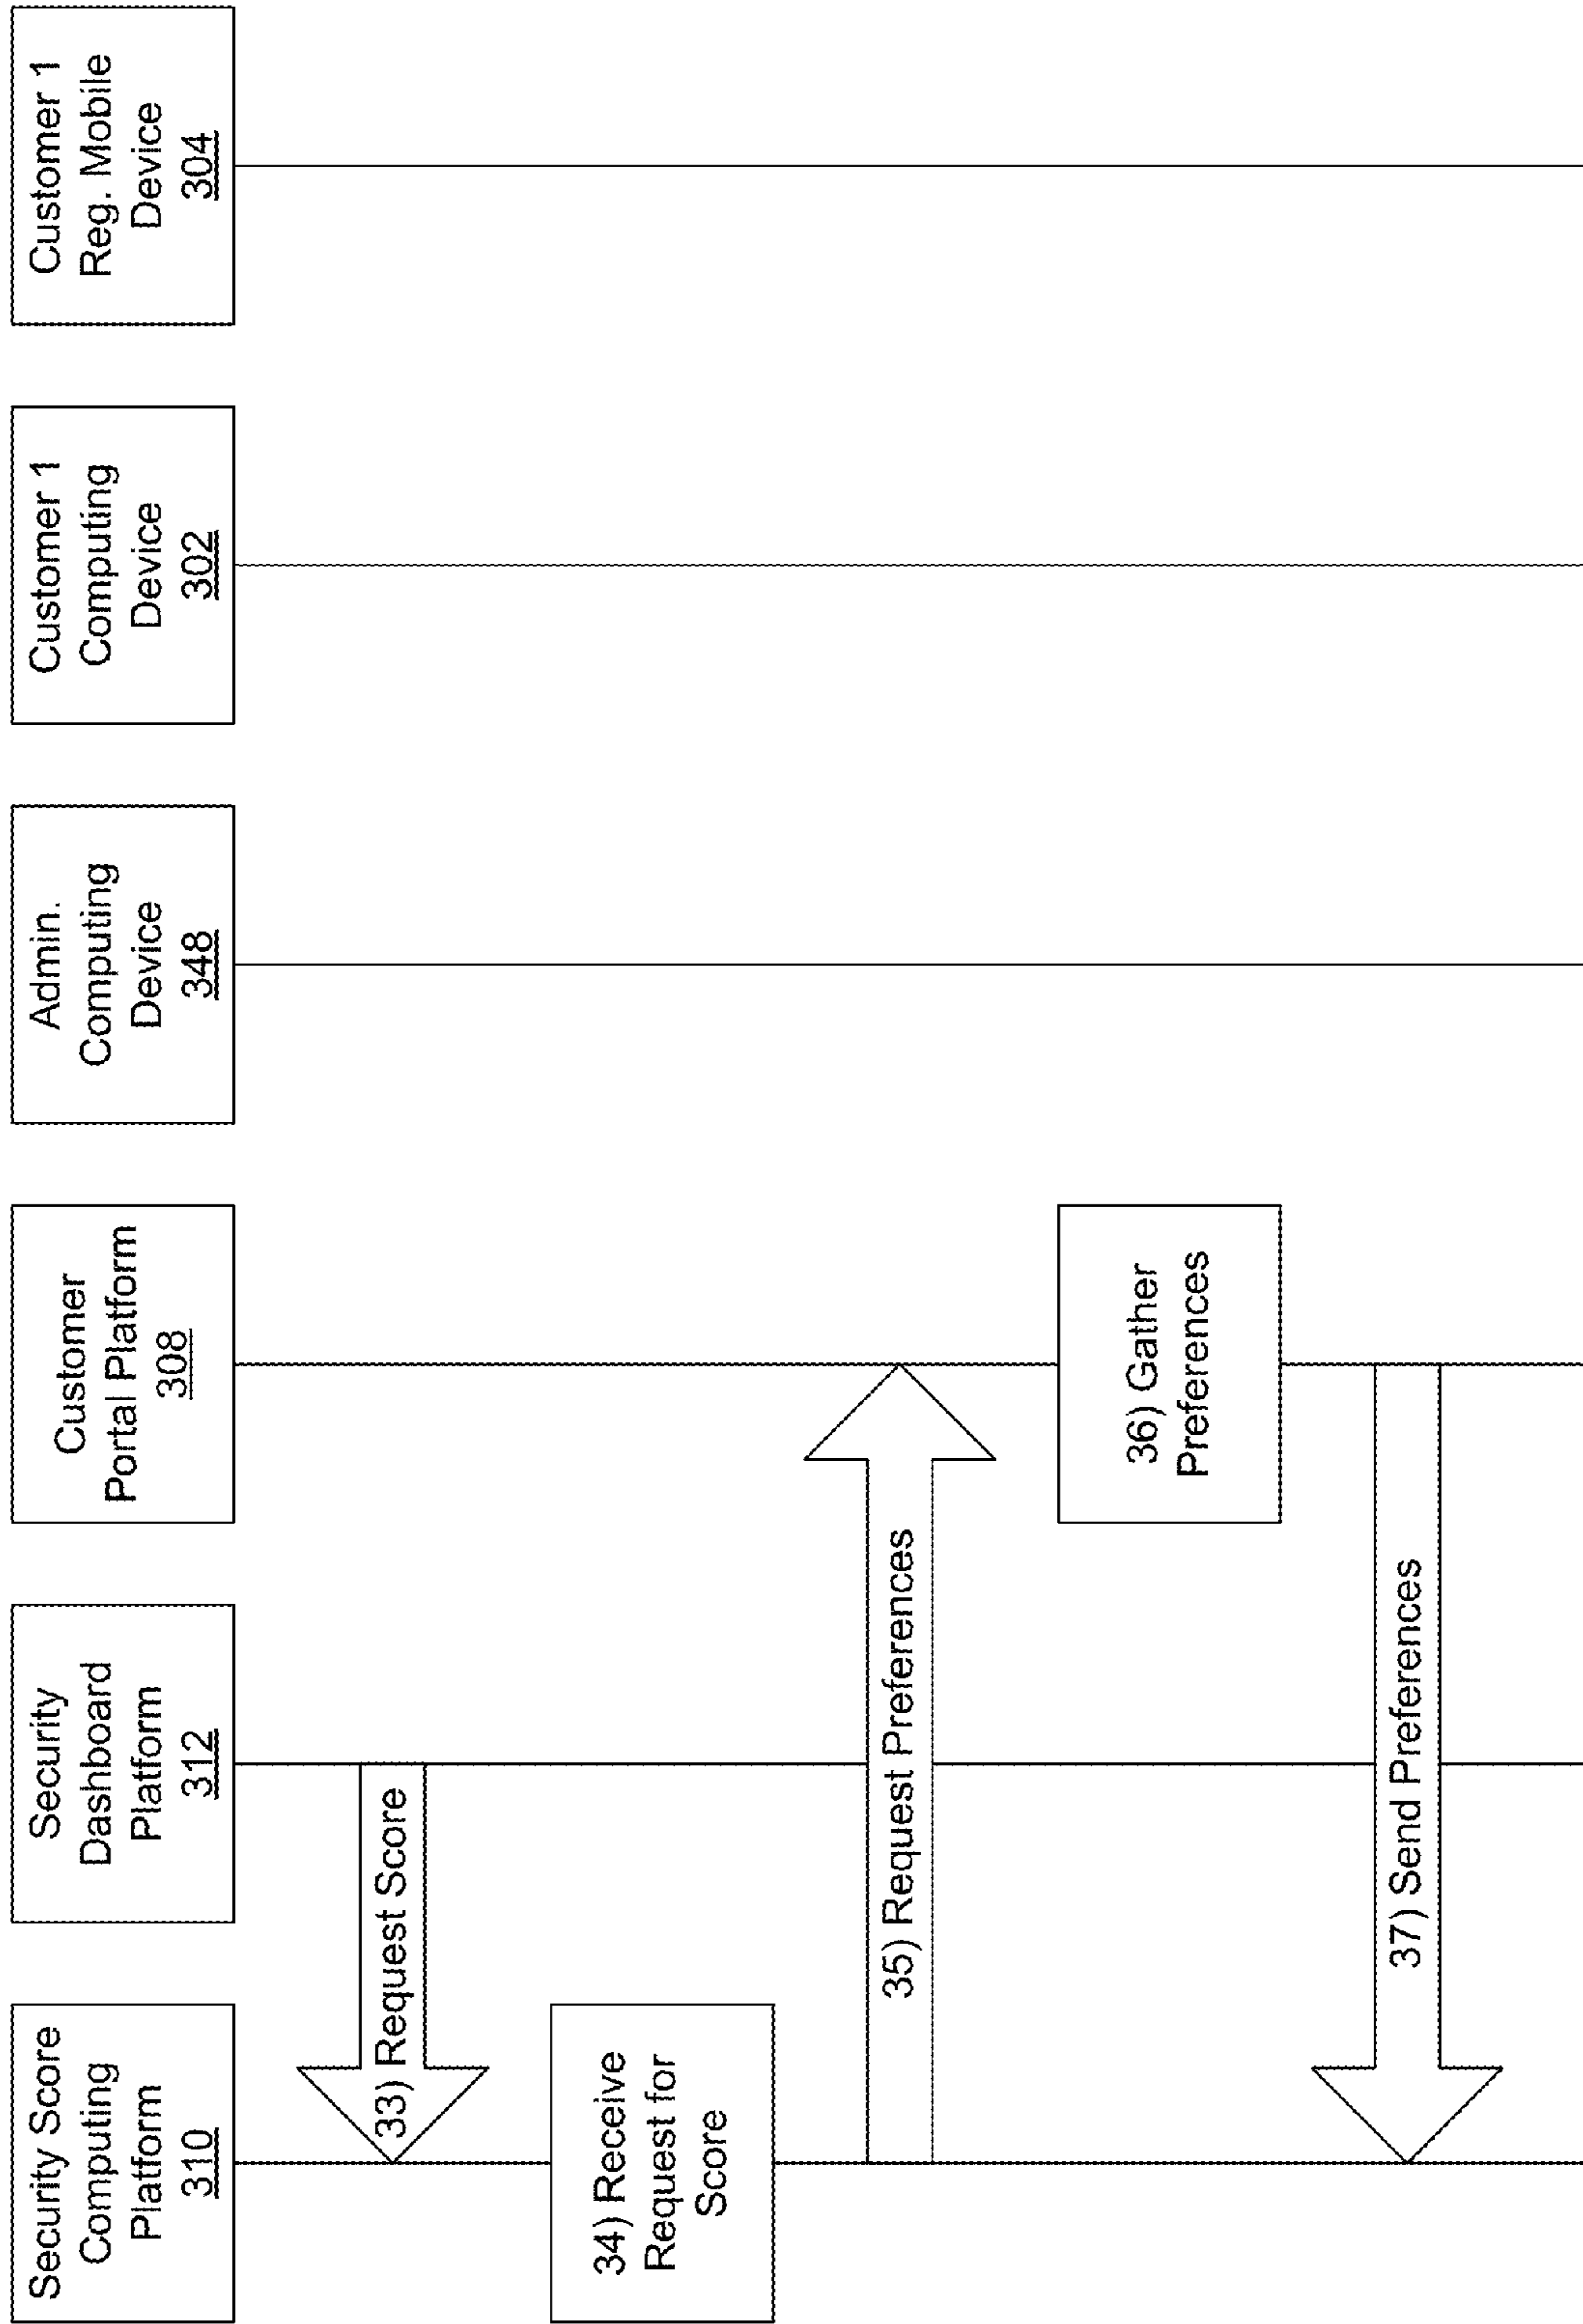 Security Score
Computing
Platform
310
Security
Dashboard
Platform
312
Customer
Portal Platform
308
Admin.
Computing
Device
348
Customer 1
Computing
Device
302
Customer 1
Reg. Mobile
Device
304
33) Request Score
34) Receive
Request for
Score
35) Request Preferences
36) Gather
Preferences
37) Send Preferences